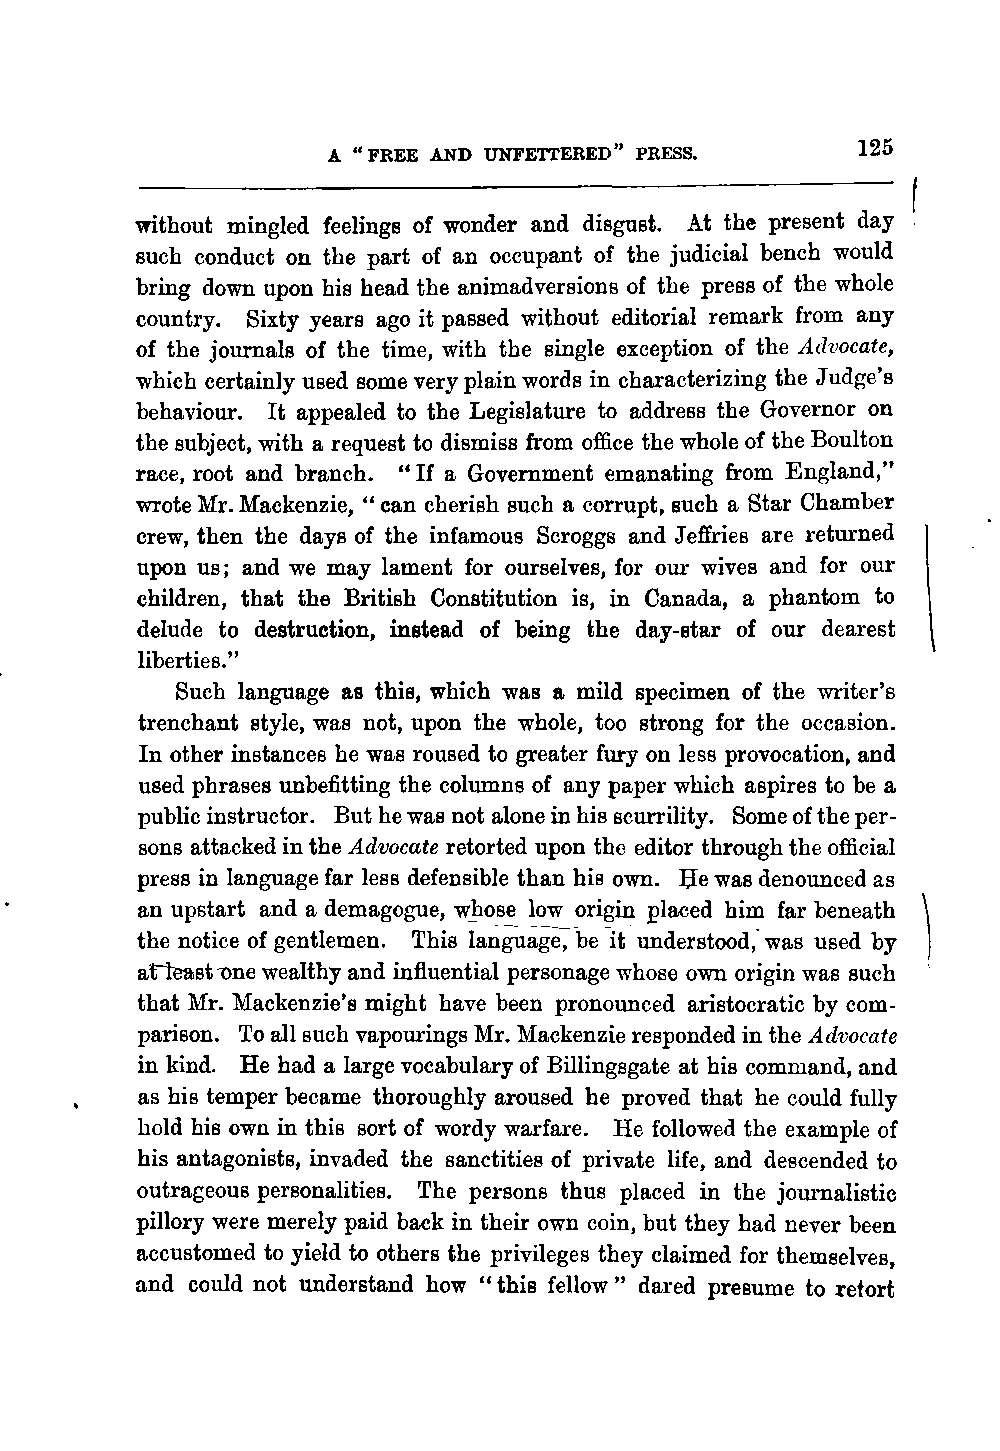 A "FREE AND UNFETTERED" PRESS. 125
without mingled feelings of wonder and disgust. At the present day
such conduct on the part of an occupant of the judicial bench would
bring down upon his head the animadversions of the press of the whole
country. Sixty years ago it passed without editorial remark from any
of the journals of the time, with the single exception of the Advocate,
which certainly used some very plain words in characterizing the Judge's
behaviour. It appealed to the Legislature to address the Governor on
the subject, with a request to dismiss from office the whole of the Boulton
race, root and branch. "If a Government emanating from England,"
wrote Mr. Mackenzie, "can cherish such a corrupt, such a Star Chamber
crew, then the days of the infamous Scroggs and Jeffries are returned
upon us; and we may lament for ourselves, for our wives and for our
children, that the British Constitution is, in Canada, a phantom to
delude to destruction, instead of being the day-star of our dearest
liberties."
Such language as this, which was a mild specimen of the writer's
trenchant style, was not, upon the whole, too strong for the occasion.
In other instances he was roused to greater fury on less provocation, and
used phrases unbefitting the columns of any paper which aspires to be a
public instructor. But he was not alone in his scurrility. Some of the per-
sons attacked in the Advocate retorted upon the editor through the official
press in language far less defensible than his own. He was denounced as
an upstart and a demagogue, whose low origin placed him far beneath
the notice of gentlemen. This language, be it understood, was used by
at least one wealthy and influential personage whose own origin was such
that Mr. Mackenzie's might have been pronounced aristocratic by com-
parison. To all such vapourings Mr. Mackenzie responded in the Advocate
in kind. He had a large vocabulary of Billingsgate at his command, and
as his temper became thoroughly aroused he proved that he could fully
hold his own in this sort of wordy warfare. He followed the example of
his antagonists, invaded the sanctities of private life, and descended to
outrageous personalities. The persons thus placed in the journalistic
pillory were merely paid back in their own coin, but they had never been
accustomed to yield to others the privileges they claimed for themselves,
and could not understand how "this fellow" dared presume to retort